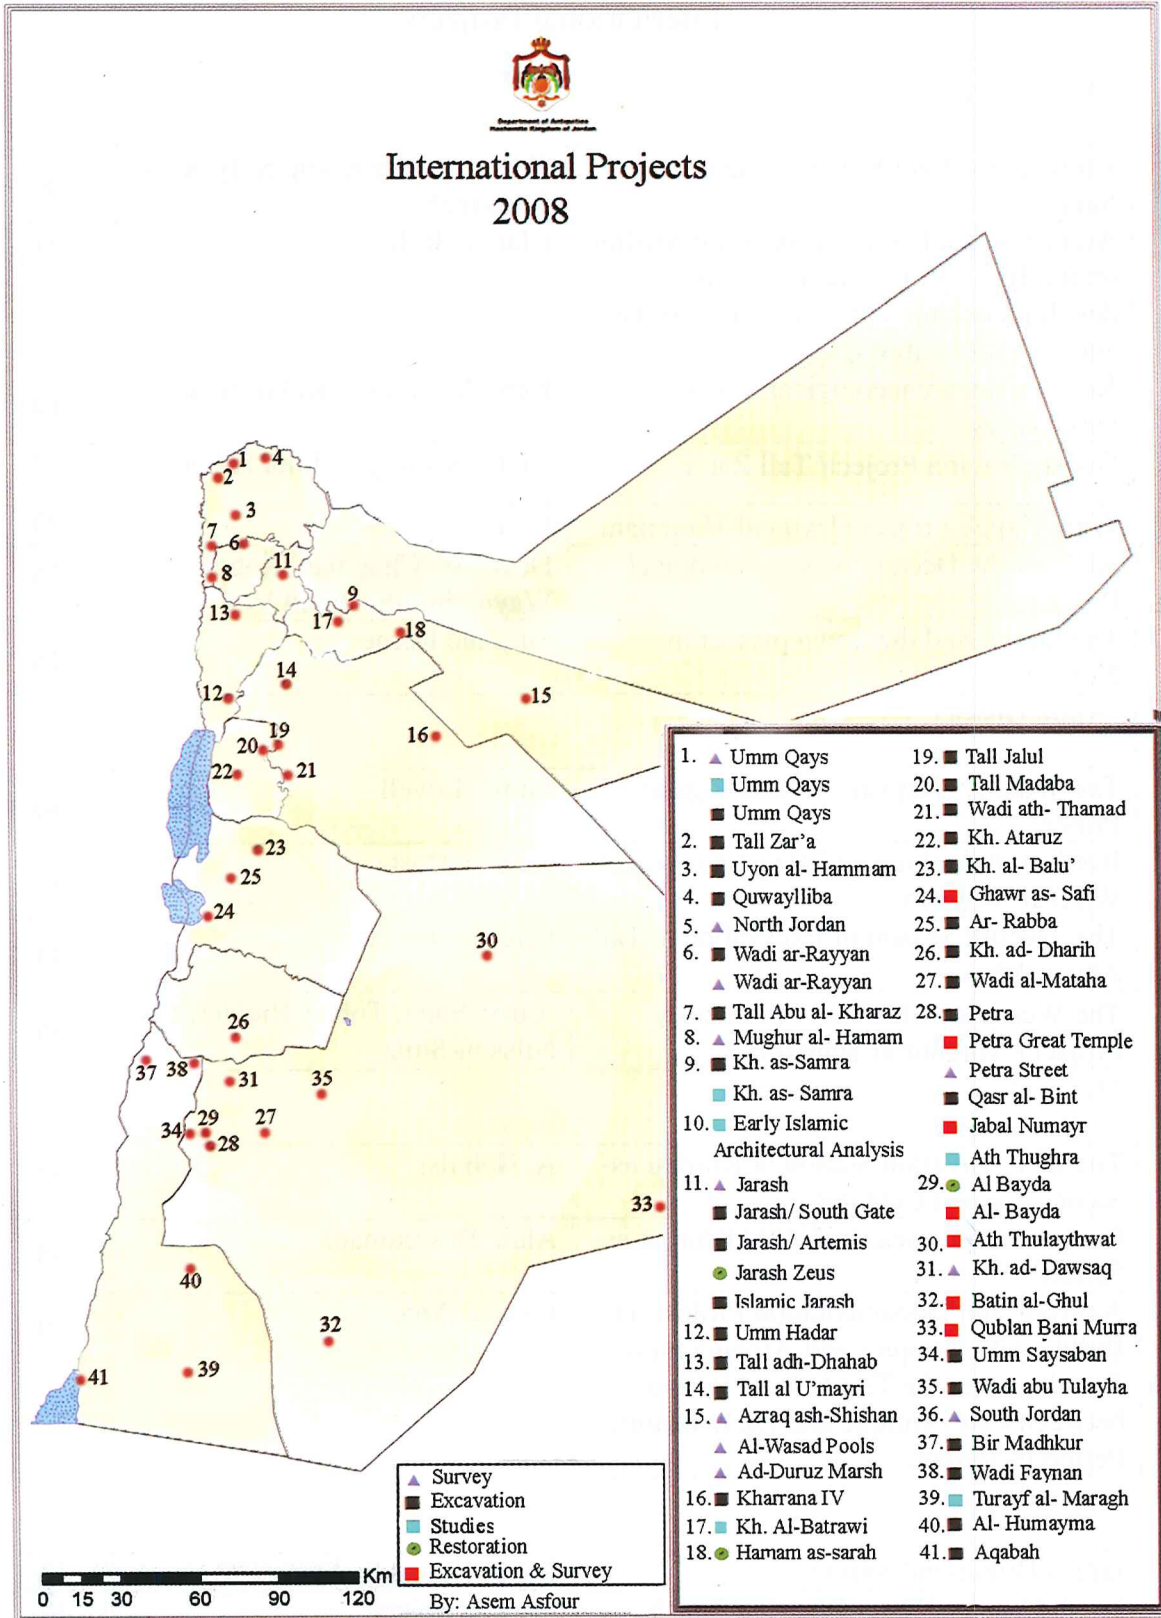 Department of Antiquities
Hashemite Kingdom of Jordan
International Projects
2008
1
4
2
3
7
6
11
8
9
13
17
18
14
12
15
16
19
20
22
21
23
25
24
30
26
37
38
31
35
29
34
27
28
33
40
32
39
41
1. Umm Qays
Umm Qays
Umm Qays
2. Tall Zar'a
3. Uyon al- Hammam
4. Quwaylliba
5. North Jordan
6. Wadi ar-Rayyan
Wadi ar-Rayyan
7. Tall Abu al- Kharaz
8. Mughur al- Hamam
9. Kh. as-Samra
Kh. as- Samra
10. Early Islamic
Architectural Analysis
11. Jarash
Jarash/ South Gate
Jarash/ Artemis
Jarash Zeus
Islamic Jarash
12. Umm Hadar
13. Tall adh-Dhahab
14. Tall al U'mayri
15. Azraq ash-Shishan
Al-Wasad Pools
Ad-Duruz Marsh
16. Kharrana IV
17. Kh. Al-Batrawi
18. Hamam as-sarah
19. Tall Jalul
20. Tall Madaba
21. Wadi ath- Thamad
22. Kh. Ataruz
23. Kh. al- Balu'
24. Ghawr as- Safi
25. Ar- Rabba
26. Kh. ad- Dharih
27. Wadi al-Mataha
28. Petra
Petra Great Temple
Petra Street
Qasr al- Bint
Jabal Numayr
Ath Thughra
29. Al Bayda
Al- Bayda
30. Ath Thulaythwat
31. Kh. ad- Dawsaq
32. Batin al-Ghul
33. Qublan Bani Murra
34. Umm Saysaban
35. Wadi abu Tulayha
36. South Jordan
37. Bir Madhkur
38. Wadi Faynan
39. Turayf al- Maragh
40. Al- Humayma
41. Aqabah
Survey
Excavation
Studies
Restoration
Excavation & Survey
By: Asem Asfour
Km
0 15 30 60 80 120